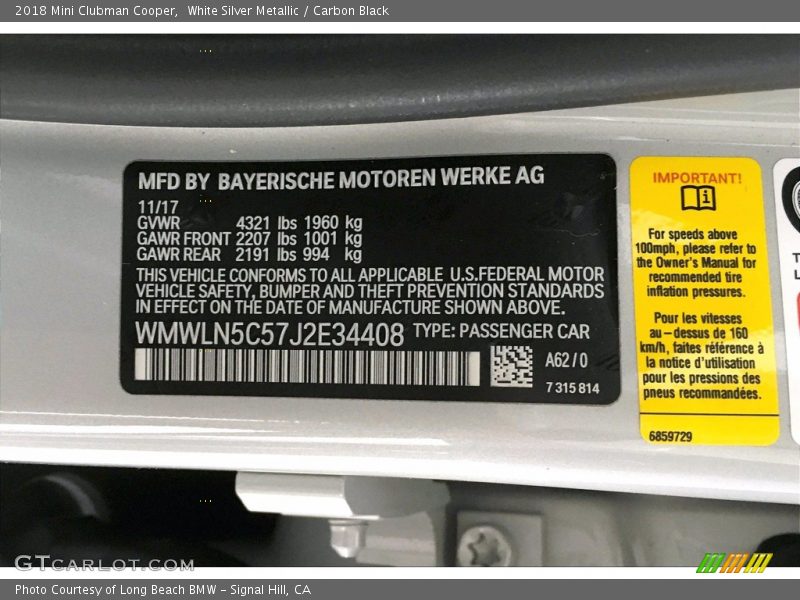 2018 Mini Clubman Cooper,  White Silver Metallic / Carbon Black
MFD BY BAYERISCHE MOTOREN WERKE AG
11/17
GVWR 4321 lbs 1960 kg
GAWR FRONT 2207 lbs 1001 kg
GAWR REAR 2191 lbs 994 kg
THIS VEHICLE CONFORMS TO ALL APPLICABLE U.S.FEDERAL MOTOR
VEHICLE SAFETY, BUMPER AND THEFT PREVENTION STANDARDS
IN EFFECT ON THE DATE OF MANUFACTURE SHOWN ABOVE.
WMWLN5C57J2E34408 TYPE: PASSENGER CAR
A62/0
7 315 814
IMPORTANT!
i
For speeds above
100mph, please refer to
the Owner's Manual for
recommended tire
inflation pressures.
Pour les vitesses
au-dessus de 160
km/h, faites référence à
la notice d'utilisation
pour les pressions des
pneus recommandées.
6859729
GTCARLOT.COM
Photo Courtesy of Long Beach BMW - Signal Hill, CA